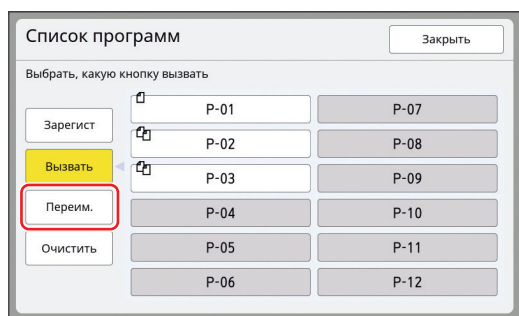 Список программ
Закрыть
Выбрать, какую кнопку вызвать
Зарегист
Вызвать
Переим.
Очистить
P-01
P-02
P-03
P-04
P-05
P-06
P-07
P-08
P-09
P-10
P-11
P-12